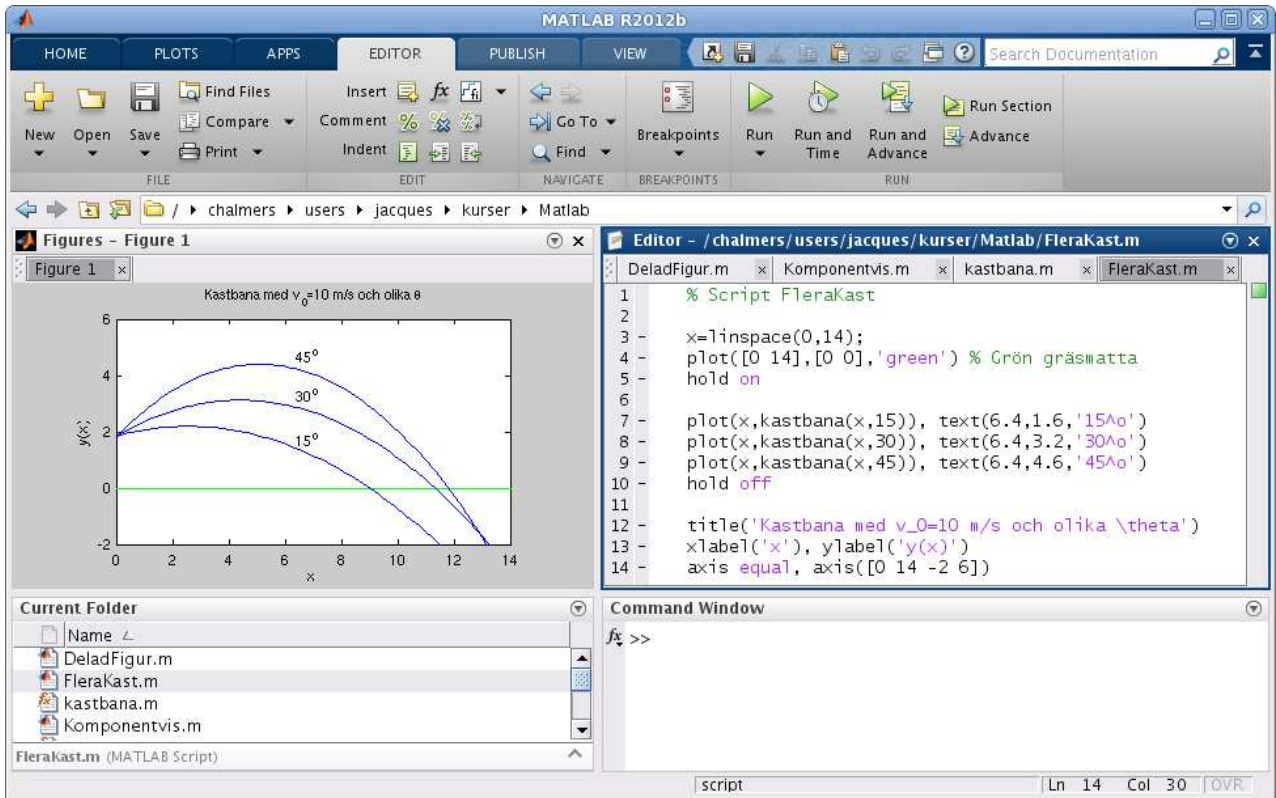 MATLAB R2012b
HOME PLOTS APPS EDITOR PUBLISH VIEW Search Documentation
New Open Save
Find Files
Compare
Print
FILE
Insert fx fi
Comment %
Indent
EDIT
Go To
Find
NAVIGATE
Breakpoints
BREAKPOINTS
Run
Run and Time
Run and Advance
Run Section
Advance
RUN
/ chalmers users jacques kurser Matlab
Figures - Figure 1
Figure 1
Kastbana med v_0=10 m/s och olika θ
6
4
2
0
-2
y(x)
45°
30°
15°
0 2 4 6 8 10 12 14
x
Editor - /chalmers/users/jacques/kurser/Matlab/FleraKast.m
DeladFigur.m Komponentvis.m kastbana.m FleraKast.m
1 % Script FleraKast
2
3 - x=linspace(0,14);
4 - plot([0 14],[0 0],'green') % Grön gräsmatta
5 - hold on
6
7 - plot(x,kastbana(x,15)), text(6.4,1.6,'15^o')
8 - plot(x,kastbana(x,30)), text(6.4,3.2,'30^o')
9 - plot(x,kastbana(x,45)), text(6.4,4.6,'45^o')
10 - hold off
11
12 - title('Kastbana med v_0=10 m/s och olika \theta')
13 - xlabel('x'), ylabel('y(x)')
14 - axis equal, axis([0 14 -2 6])
Current Folder
Name
DeladFigur.m
FleraKast.m
kastbana.m
Komponentvis.m
FleraKast.m (MATLAB Script)
Command Window
fx >>
script Ln 14 Col 30 OVR